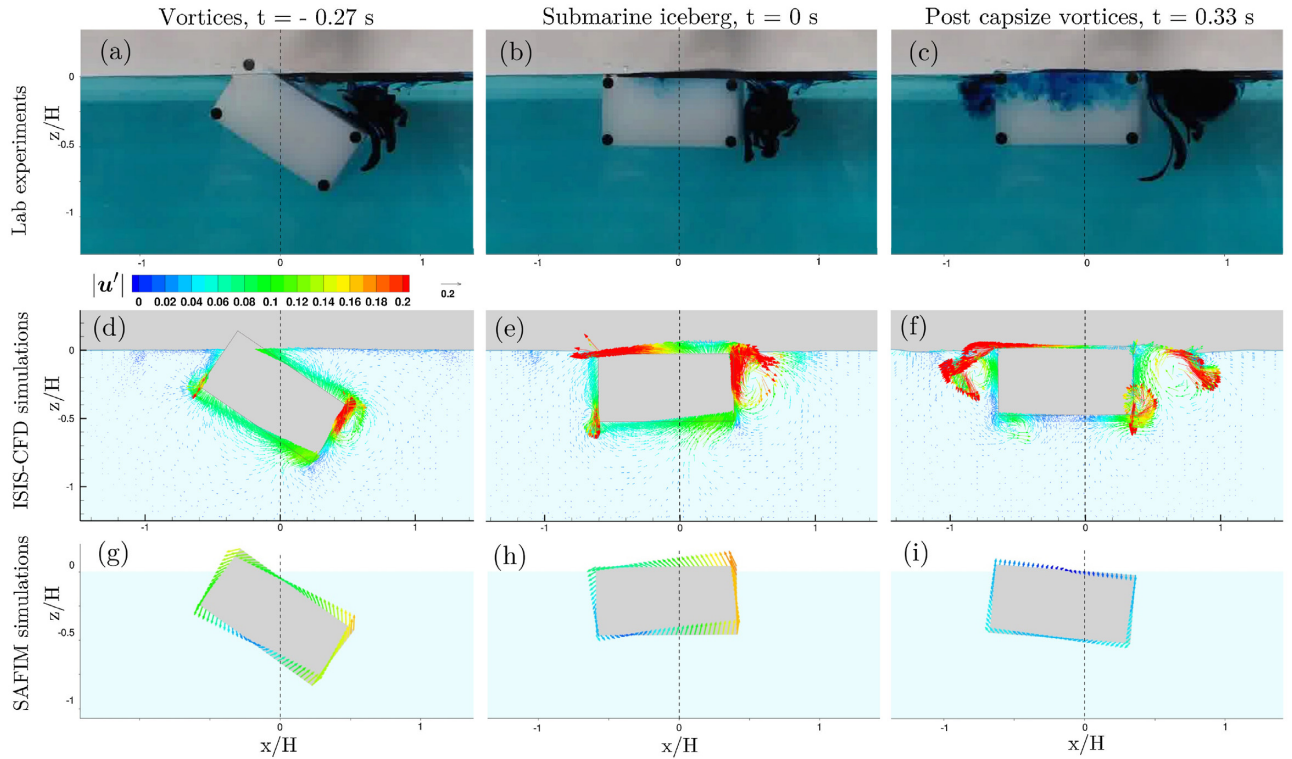 Vortices, t = - 0.27 s
Submarine iceberg, t = 0 s
Post capsize vortices, t = 0.33 s
Lab experiments
z/H
(a)
(b)
(c)
0
-0.5
-1
-1 0 1
-1 0 1
-1 0 1
|u'|
0 0.02 0.04 0.06 0.08 0.1 0.12 0.14 0.16 0.18 0.2
0.2
ISIS-CFD simulations
z/H
(d)
(e)
(f)
0
-0.5
-1
-1 0 1
-1 0 1
-1 0 1
SAFIM simulations
z/H
(g)
(h)
(i)
0
-0.5
-1
-1 0 1
-1 0 1
-1 0 1
x/H
x/H
x/H